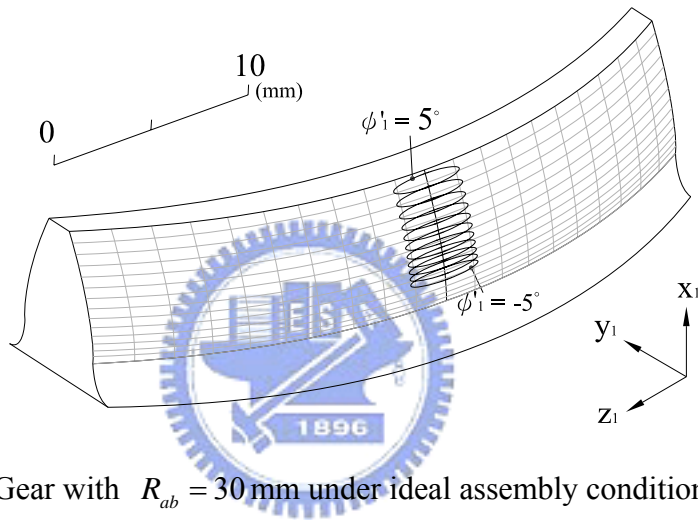 10
(mm)
0
ψ'₁ = 5°
ψ'₁ = -5°
x₁
y₁
z₁
ES
1896
Gear with R_ab = 30 mm under ideal assembly condition